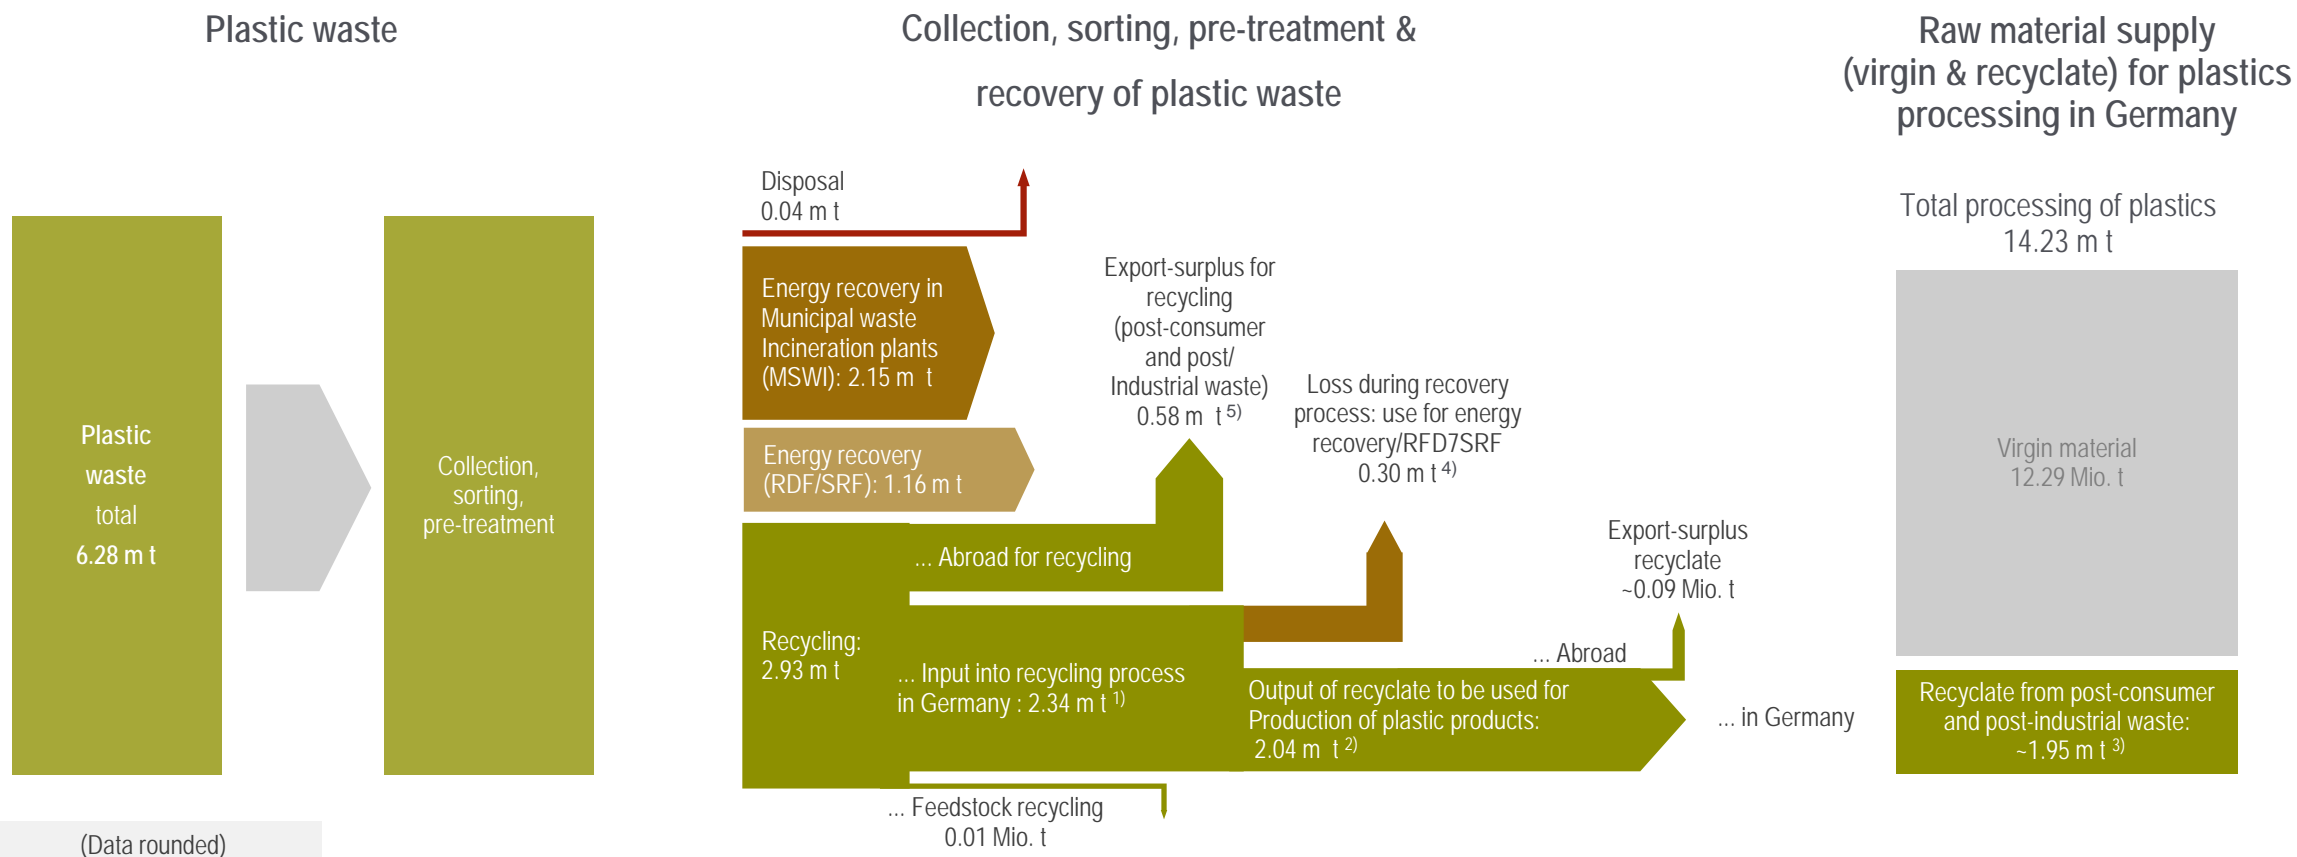 Plastic waste
Collection, sorting, pre-treatment &
recovery of plastic waste
Raw material supply
(virgin & recyclate) for plastics
processing in Germany
Plastic
waste
total
6.28 m t
Collection,
sorting,
pre-treatment
Disposal
0.04 m t
Energy recovery in
Municipal waste
Incineration plants
(MSWI): 2.15 m t
Energy recovery
(RDF/SRF): 1.16 m t
Recycling:
2.93 m t
... Abroad for recycling
Export-surplus for
recycling
(post-consumer
and post/
Industrial waste)
0.58 m t 5)
... Input into recycling process
in Germany : 2.34 m t 1)
... Feedstock recycling
0.01 Mio. t
Loss during recovery
process: use for energy
recovery/RFD7SRF
0.30 m t 4)
Output of recyclate to be used for
Production of plastic products:
2.04 m t 2)
... Abroad
Export-surplus
recyclate
~0.09 Mio. t
... in Germany
Total processing of plastics
14.23 m t
Virgin material
12.29 Mio. t
Recyclate from post-consumer
and post-industrial waste:
~1.95 m t 3)
(Data rounded)